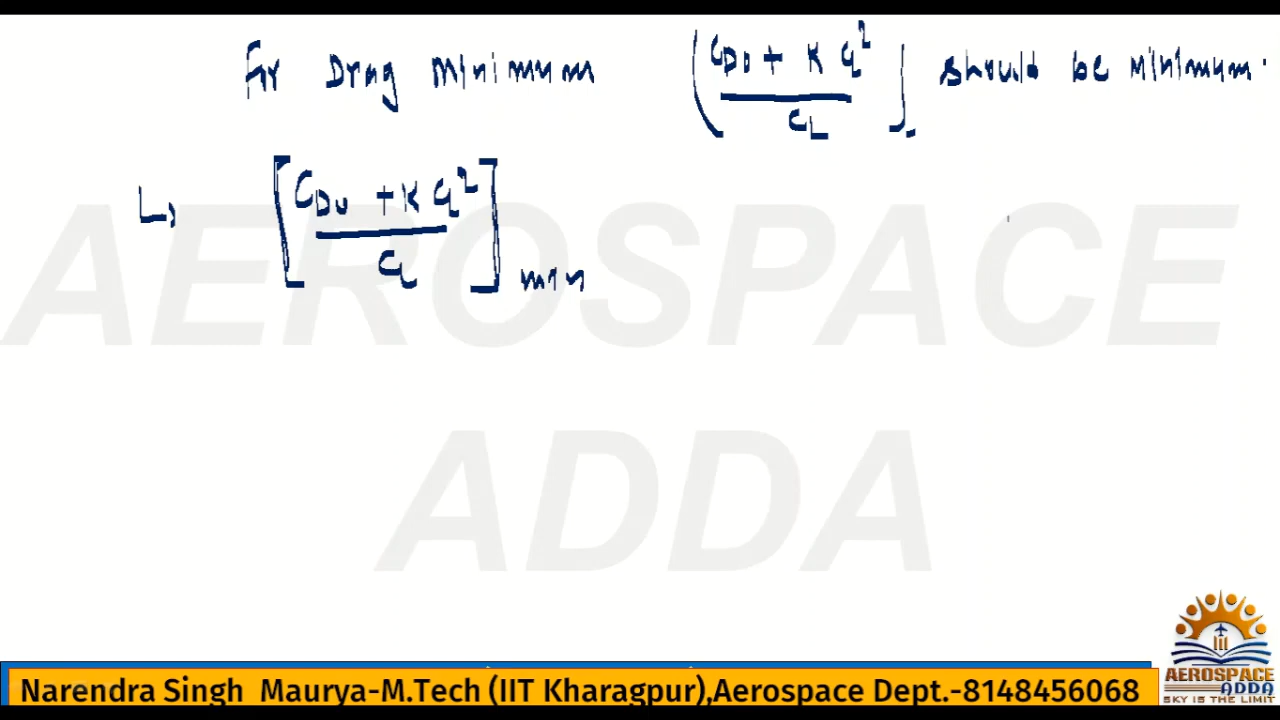 For Drag minimum (CD0 + K CL² / CL) should be minimum.
↳ [CD0 + K CL² / CL] min
AEROSPACE
ADDA
Narendra Singh Maurya-M.Tech (IIT Kharagpur),Aerospace Dept.-8148456068
AEROSPACE
ADDA
SKY IS THE LIMIT